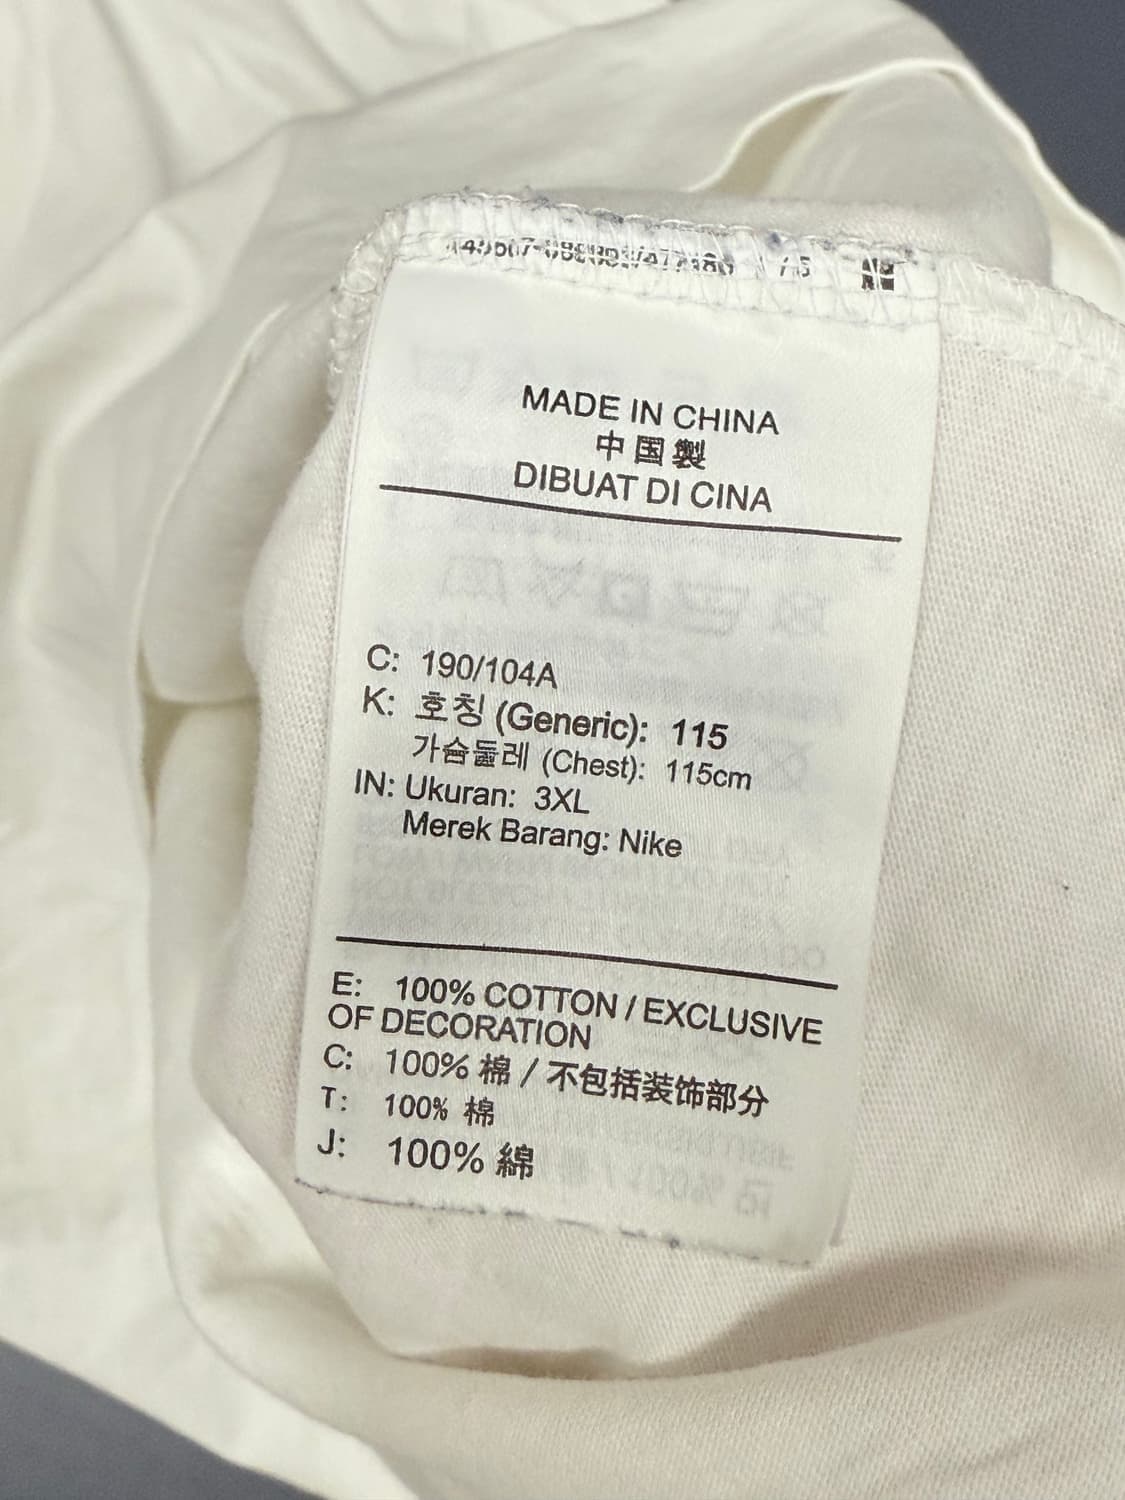 MADE IN CHINA
中国製
DIBUAT DI CINA
C: 190/104A
K: 호칭 (Generic): 115
가슴둘레 (Chest): 115cm
IN: Ukuran: 3XL
Merek Barang: Nike
E: 100% COTTON / EXCLUSIVE
OF DECORATION
C: 100% 棉 / 不包括装饰部分
T: 100% 棉
J: 100% 綿